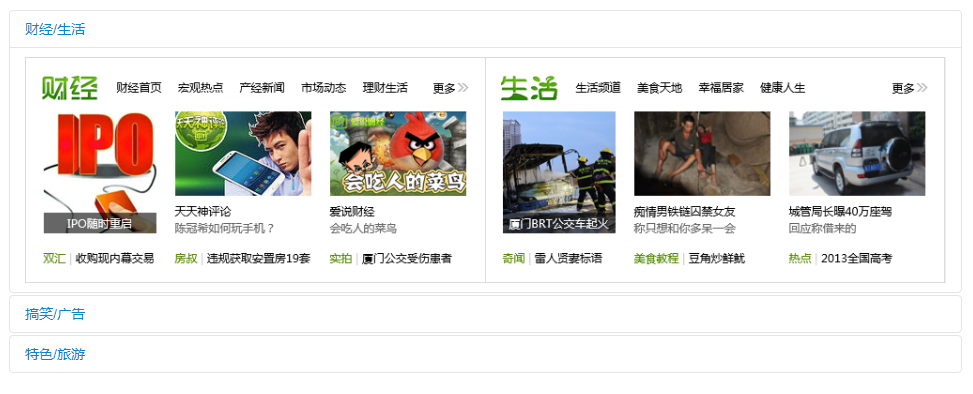 财经/生活
财经 财经首页 宏观热点 产经新闻 市场动态 理财生活 更多
IPO
IPO随时重启
天天神评论
天天神评论
陈冠希如何玩手机？
爱说财经
会吃人的菜鸟
爱说财经
会吃人的菜鸟
双汇 | 收购现内幕交易
房叔 | 违规获取安置房19套
实拍 | 厦门公交受伤患者
生活 生活频道 美食天地 幸福居家 健康人生 更多
厦门BRT公交车起火
痴情男铁链囚禁女友
称只想和你多呆一会
城管局长曝40万座驾
回应称借来的
奇闻 | 雷人贤妻标语
美食教程 | 豆角炒鲜鱿
热点 | 2013全国高考
搞笑/广告
特色/旅游